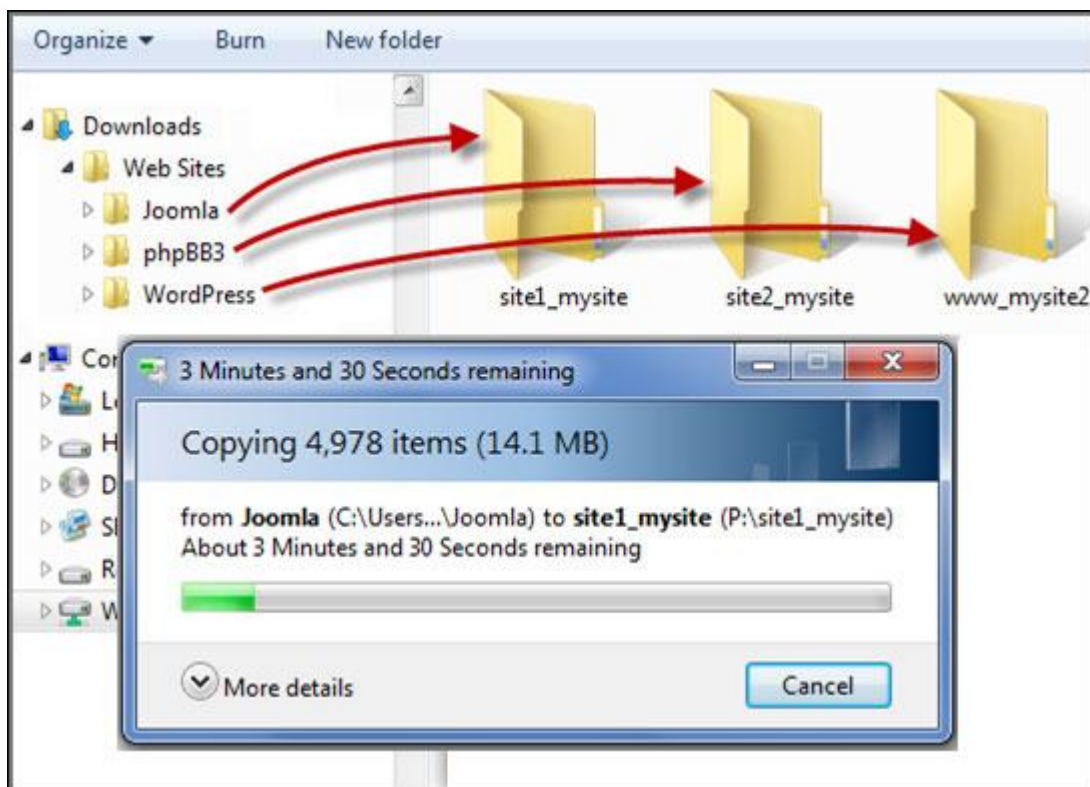 Organize Burn New folder
Downloads
Web Sites
Joomla
phpBB3
WordPress
site1_mysite site2_mysite www_mysite2
3 Minutes and 30 Seconds remaining
Copying 4,978 items (14.1 MB)
from Joomla (C:\Users...\Joomla) to site1_mysite (P:\site1_mysite)
About 3 Minutes and 30 Seconds remaining
More details
Cancel